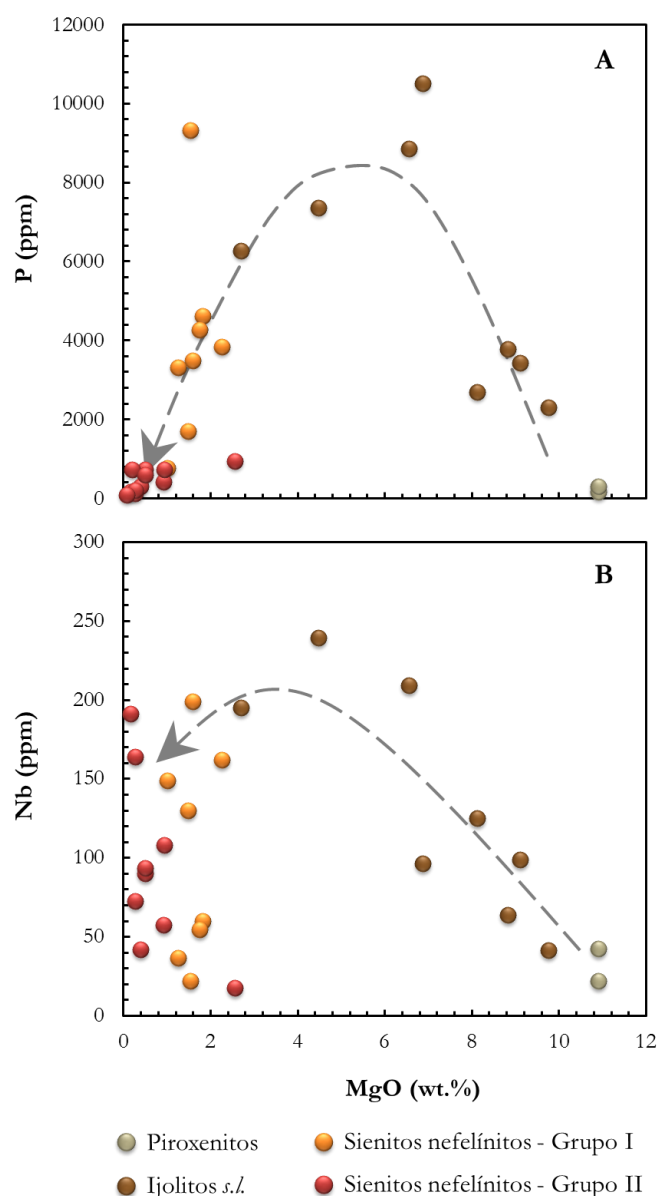 12000
A
10000
8000
P (ppm)
6000
4000
2000
0
300
B
250
200
Nb (ppm)
150
100
50
0
0 2 4 6 8 10 12
MgO (wt.%)
Piroxenitos
Sienitos nefelínitos - Grupo I
Ijolitos s.l.
Sienitos nefelínitos - Grupo II